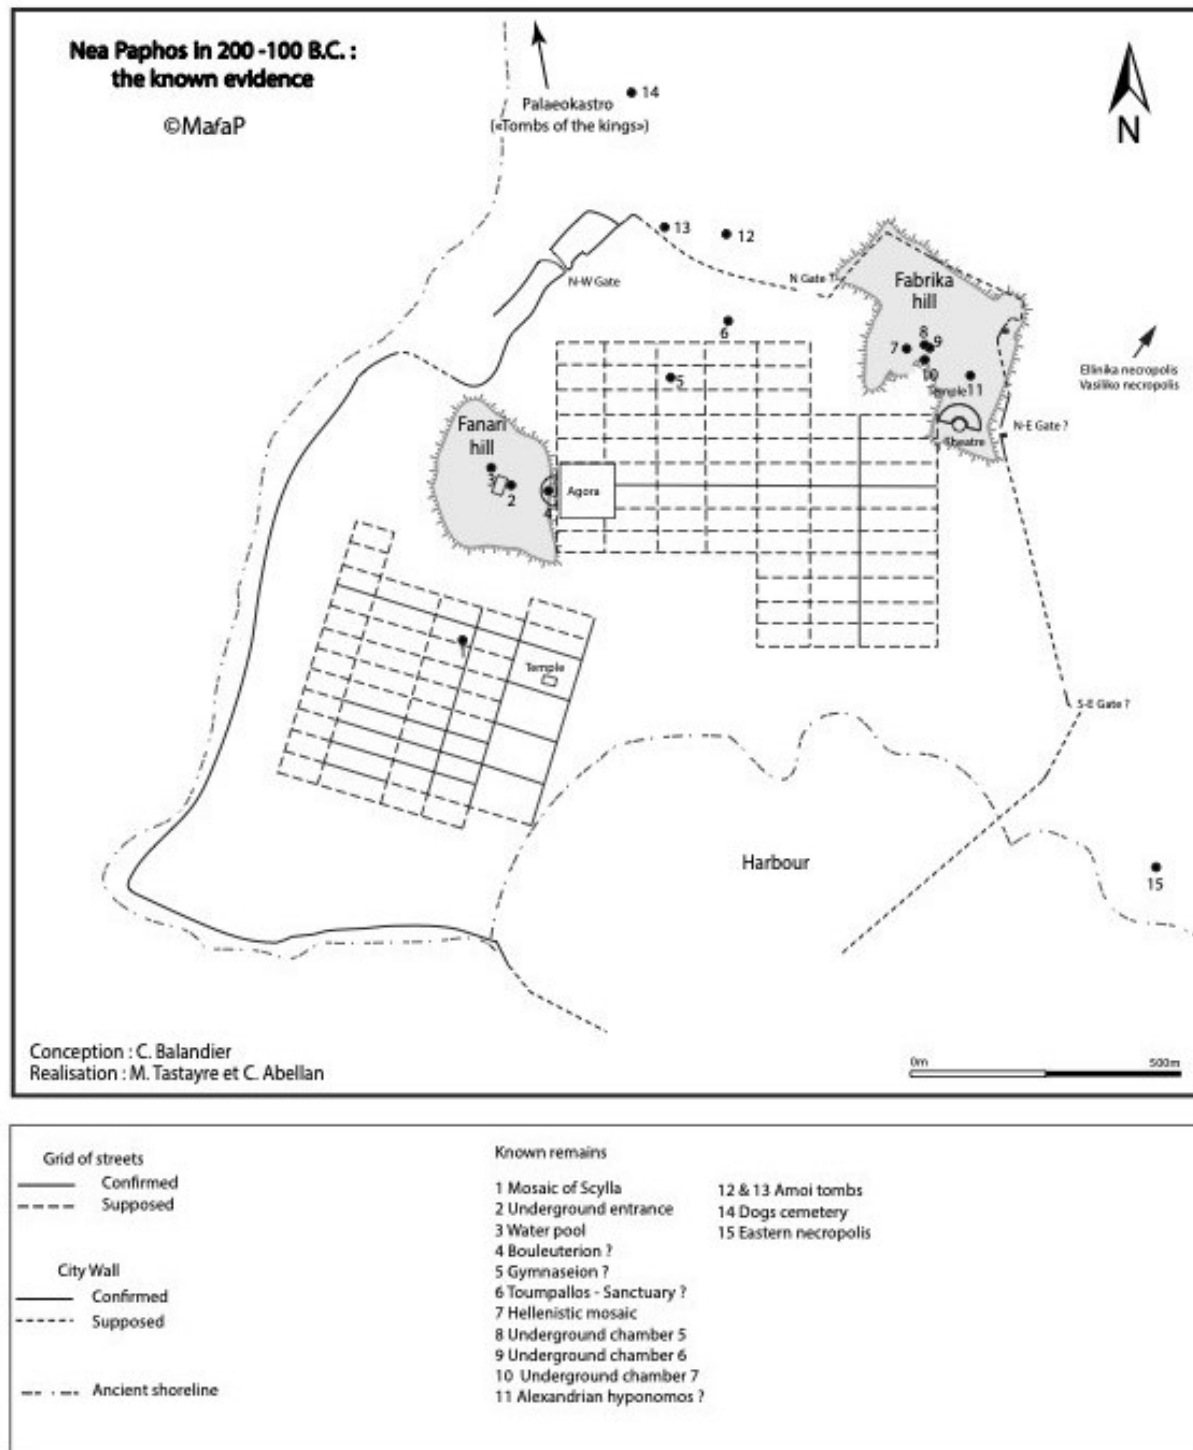 Nea Paphos in 200 -100 B.C. :
the known evidence
©MafaP
Palaeokastro
(«Tombs of the kings»)
14
N
13
12
N-W Gate
N Gate ?
Fabrika
hill
6
8
7
9
5
10
Temple
11
Ellinika necropolis
Vasiliko necropolis
Fanari
hill
Theatre
N-E Gate ?
3
2
Agora
4
1
Temple
S-E Gate ?
Harbour
15
Conception : C. Balandier
Realisation : M. Tastayre et C. Abellan
0m
500m
Grid of streets
Confirmed
Supposed
City Wall
Confirmed
Supposed
Ancient shoreline
Known remains
1 Mosaic of Scylla
2 Underground entrance
3 Water pool
4 Bouleuterion ?
5 Gymnaseion ?
6 Toumpallos - Sanctuary ?
7 Hellenistic mosaic
8 Underground chamber 5
9 Underground chamber 6
10 Underground chamber 7
11 Alexandrian hyponomos ?
12 & 13 Amoi tombs
14 Dogs cemetery
15 Eastern necropolis